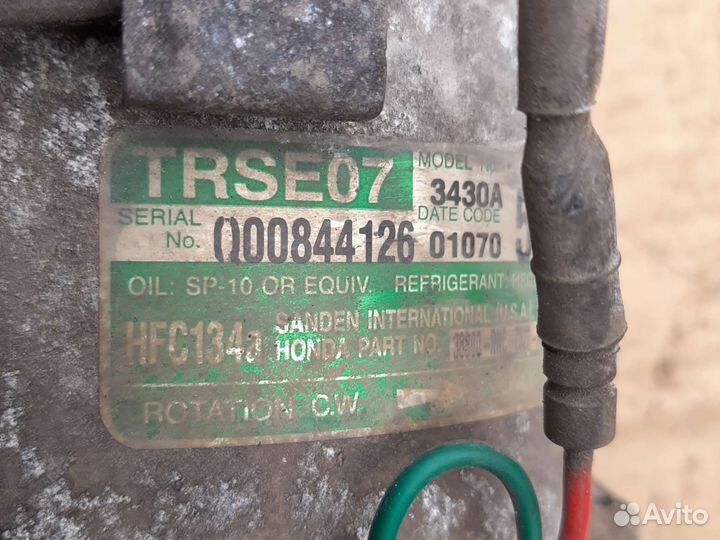 TRSE07
MODEL No.
3430A
SERIAL No.
Q00844126
DATE CODE
01070
OIL: SP-10 OR EQUIV. REFRIGERANT:
HFC134a
SANDEN INTERNATIONAL (U.S.A.
HONDA PART NO.
ROTATION C.W.
Avito